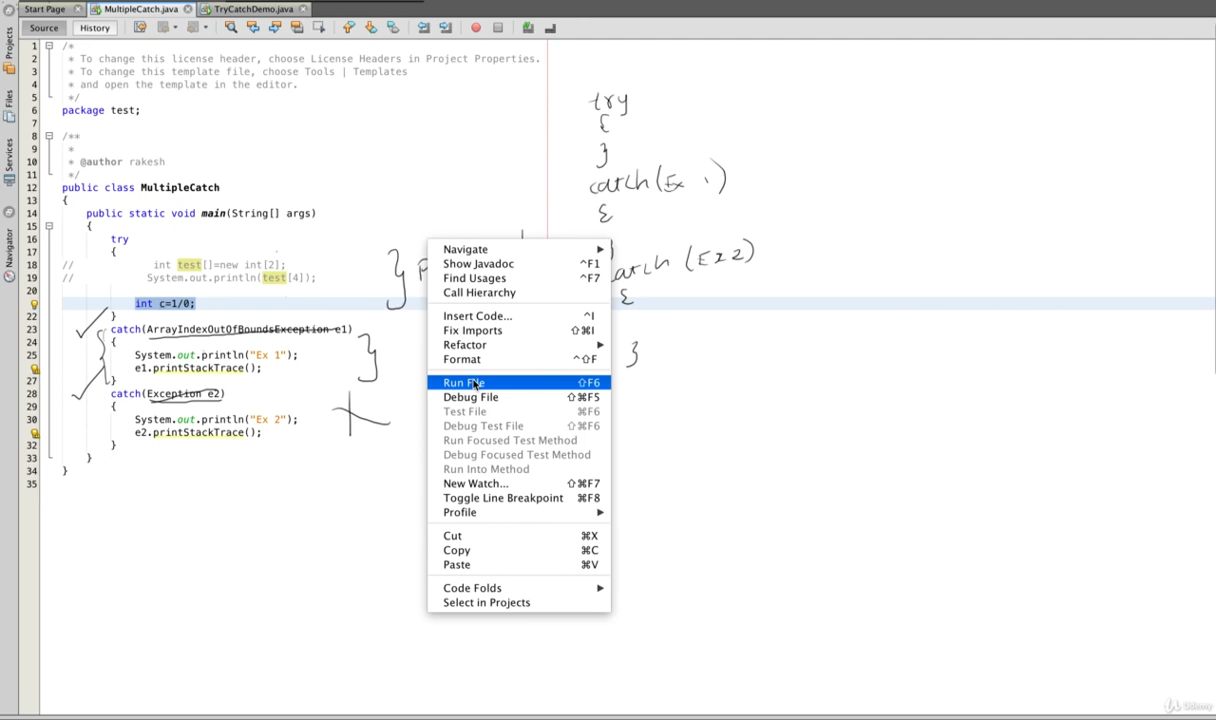 Start Page MultipleCatch.java TryCatchDemo.java
Source History
Projects
Files
Services
Navigator
1 /*
2 * To change this license header, choose License Headers in Project Properties.
3 * To change this template file, choose Tools | Templates
4 * and open the template in the editor.
5 */
6 package test;
7
8 /**
9 *
10 * @author rakesh
11 */
12 public class MultipleCatch
13 {
14 public static void main(String[] args)
15 {
16 try
17 {
18 // int test[]=new int[2];
19 // System.out.println(test[4]);
20
int c=1/0;
22 }
23 catch(ArrayIndexOutOfBoundsException e1)
24 {
25 System.out.println("Ex 1");
e1.printStackTrace();
27 }
28 catch(Exception e2)
29 {
30 System.out.println("Ex 2");
e2.printStackTrace();
32 }
33 }
34 }
35
try
{
}
catch(Ex 1)
{
catch (Ex2)
{
}
Navigate
Show Javadoc ^F1
Find Usages ^F7
Call Hierarchy
Insert Code... ^I
Fix Imports ⇧⌘I
Refactor
Format ^⇧F
Run File ⇧F6
Debug File ⇧⌘F5
Test File ⌘F6
Debug Test File ⇧⌘F6
Run Focused Test Method
Debug Focused Test Method
Run Into Method
New Watch... ⇧⌘F7
Toggle Line Breakpoint ⌘F8
Profile
Cut ⌘X
Copy ⌘C
Paste ⌘V
Code Folds
Select in Projects
Udemy